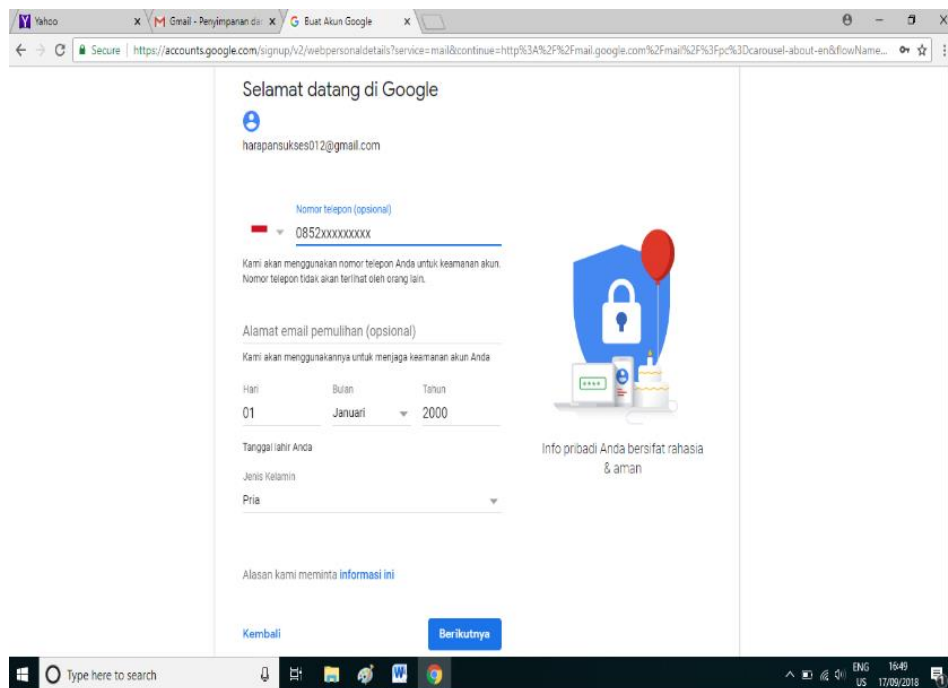 Yahoo
Gmail - Penyimpanan dar
Buat Akun Google
Secure | https://accounts.google.com/signup/v2/webpersonaldetails?service=mail&continue=http%3A%2F%2Fmail.google.com%2Fmail%2F%3Fpc%3Dcarousel-about-en&flowName...
Selamat datang di Google
harapansukses012@gmail.com
Nomor telepon (opsional)
0852xxxxxxxxx
Kami akan menggunakan nomor telepon Anda untuk keamanan akun.
Nomor telepon tidak akan terlihat oleh orang lain.
Alamat email pemulihan (opsional)
Kami akan menggunakannya untuk menjaga keamanan akun Anda
Hari Bulan Tahun
01 Januari 2000
Tanggal lahir Anda
Jenis Kelamin
Pria
Info pribadi Anda bersifat rahasia
& aman
Alasan kami meminta informasi ini
Kembali
Berikutnya
Type here to search
ENG 16:49
US 17/09/2018